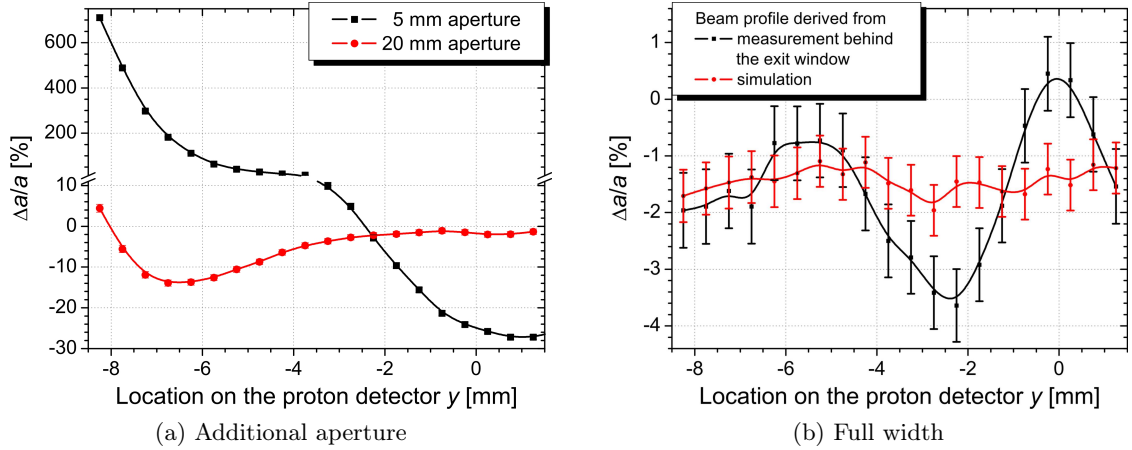 5 mm aperture
20 mm aperture
600
400
200
10
0
-10
-20
-30
Δa/a [%]
-8 -6 -4 -2 0
Location on the proton detector y [mm]
(a) Additional aperture
Beam profile derived from
measurement behind
the exit window
simulation
1
0
-1
-2
-3
-4
Δa/a [%]
-8 -6 -4 -2 0
Location on the proton detector y [mm]
(b) Full width